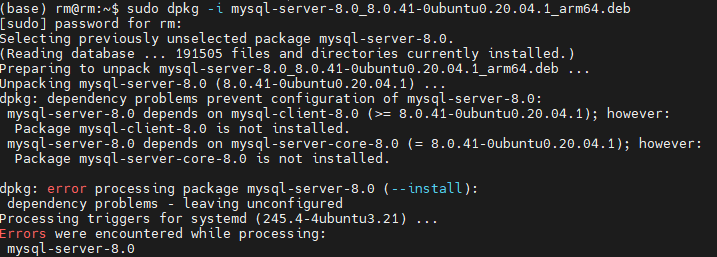 (base) rm@rm:~$ sudo dpkg -i mysql-server-8.0_8.0.41-0ubuntu0.20.04.1_arm64.deb
[sudo] password for rm:
Selecting previously unselected package mysql-server-8.0.
(Reading database ... 191505 files and directories currently installed.)
Preparing to unpack mysql-server-8.0_8.0.41-0ubuntu0.20.04.1_arm64.deb ...
Unpacking mysql-server-8.0 (8.0.41-0ubuntu0.20.04.1) ...
dpkg: dependency problems prevent configuration of mysql-server-8.0:
 mysql-server-8.0 depends on mysql-client-8.0 (>= 8.0.41-0ubuntu0.20.04.1); however:
  Package mysql-client-8.0 is not installed.
 mysql-server-8.0 depends on mysql-server-core-8.0 (= 8.0.41-0ubuntu0.20.04.1); however:
  Package mysql-server-core-8.0 is not installed.

dpkg: error processing package mysql-server-8.0 (--install):
 dependency problems - leaving unconfigured
Processing triggers for systemd (245.4-4ubuntu3.21) ...
Errors were encountered while processing:
 mysql-server-8.0